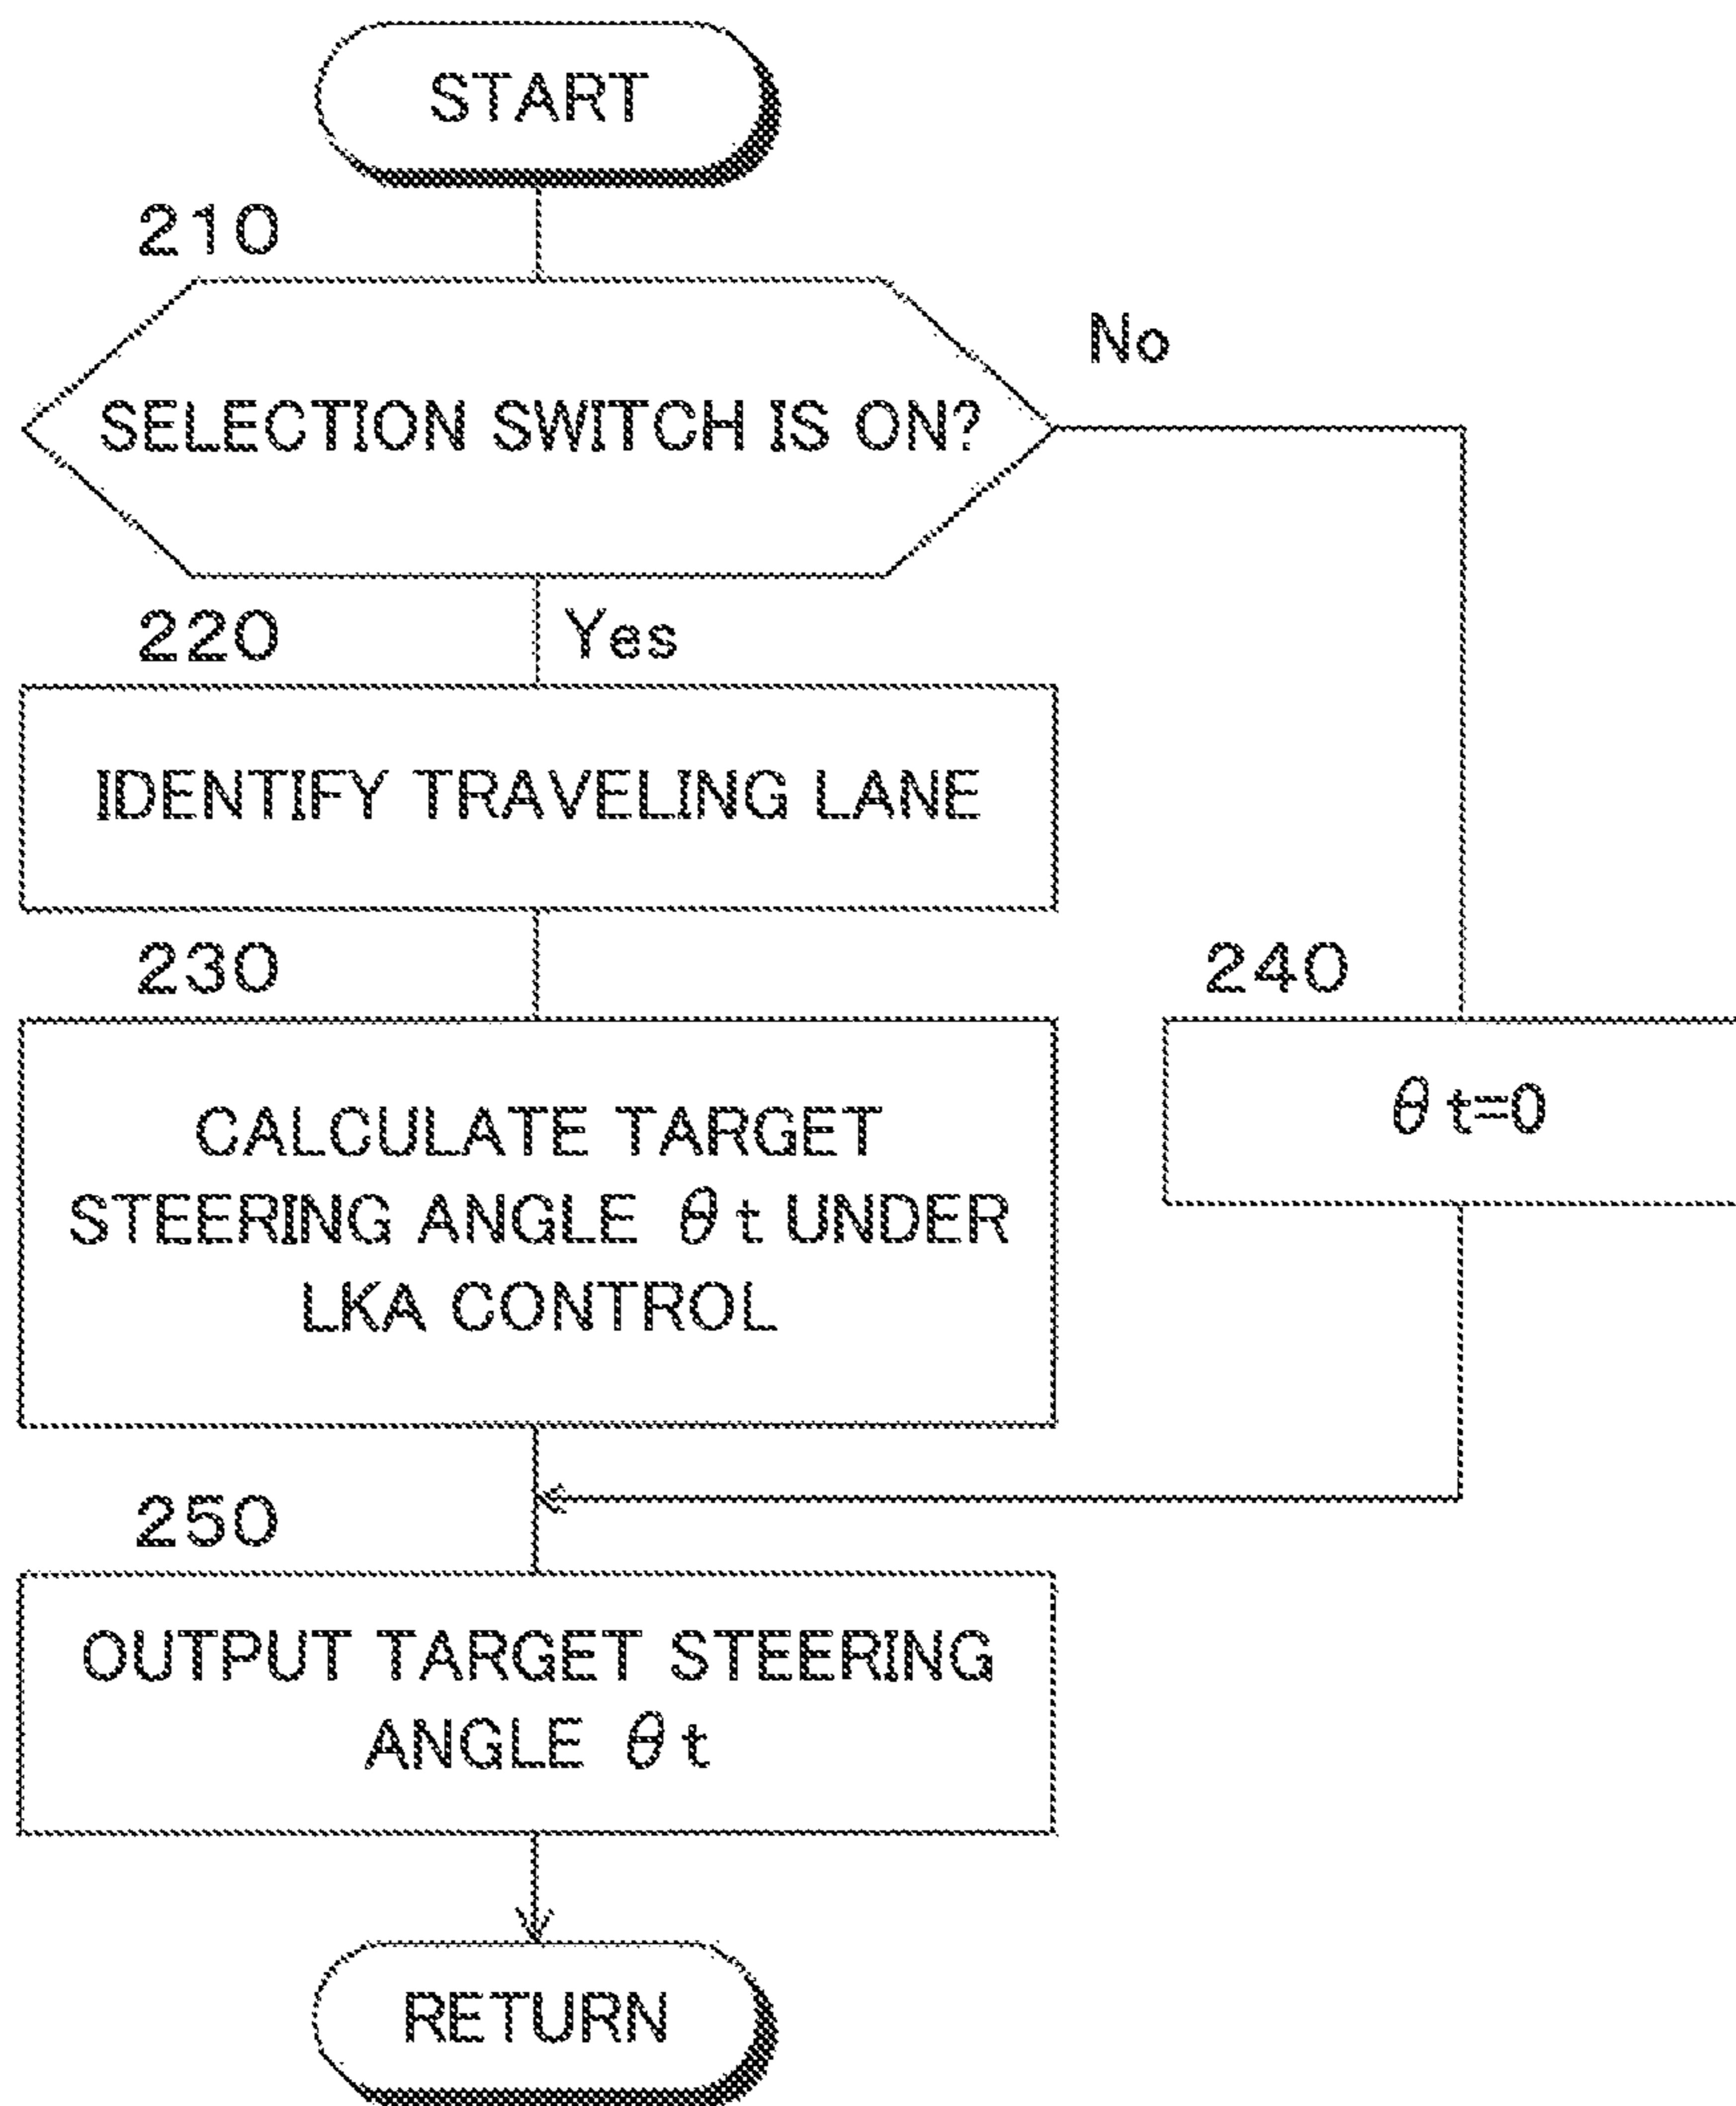 START
210
SELECTION SWITCH IS ON?
No
220
Yes
IDENTIFY TRAVELING LANE
230
CALCULATE TARGET
STEERING ANGLE θt UNDER
LKA CONTROL
240
θt=0
250
OUTPUT TARGET STEERING
ANGLE θt
RETURN